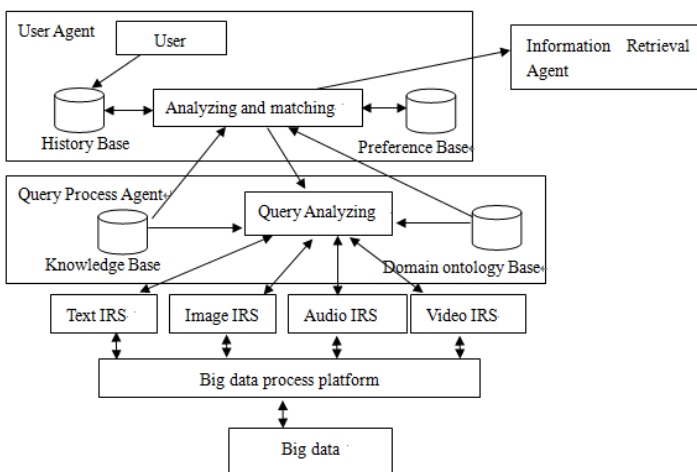 User Agent
User
Information Retrieval
Agent
Analyzing and matching
History Base
Preference Base
Query Process Agent
Query Analyzing
Knowledge Base
Domain ontology Base
Text IRS
Image IRS
Audio IRS
Video IRS
Big data process platform
Big data